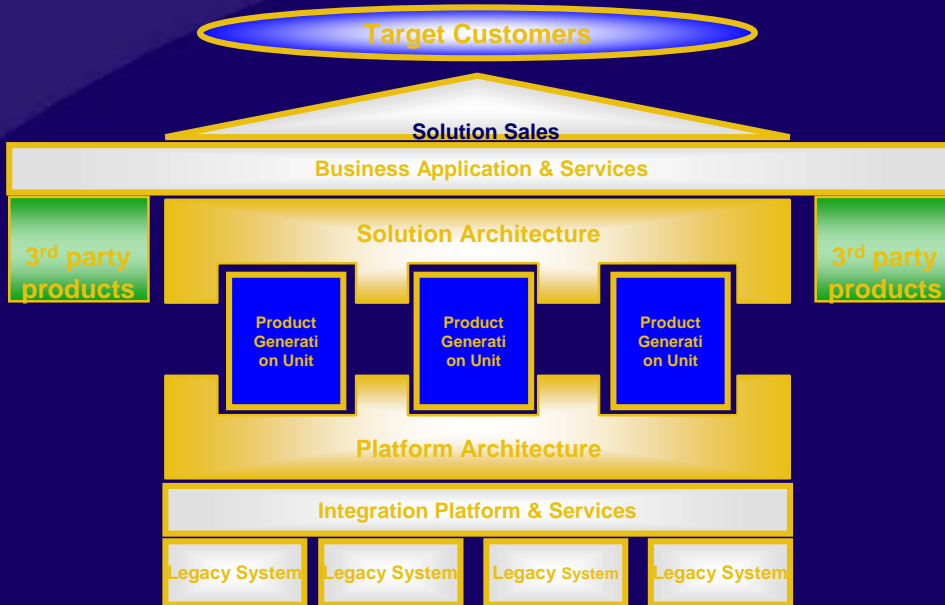 Target Customers
Solution Sales
Business Application & Services
3rd party
products
Solution Architecture
3rd party
products
Product
Generati
on Unit
Product
Generati
on Unit
Product
Generati
on Unit
Platform Architecture
Integration Platform & Services
Legacy System
Legacy System
Legacy System
Legacy System